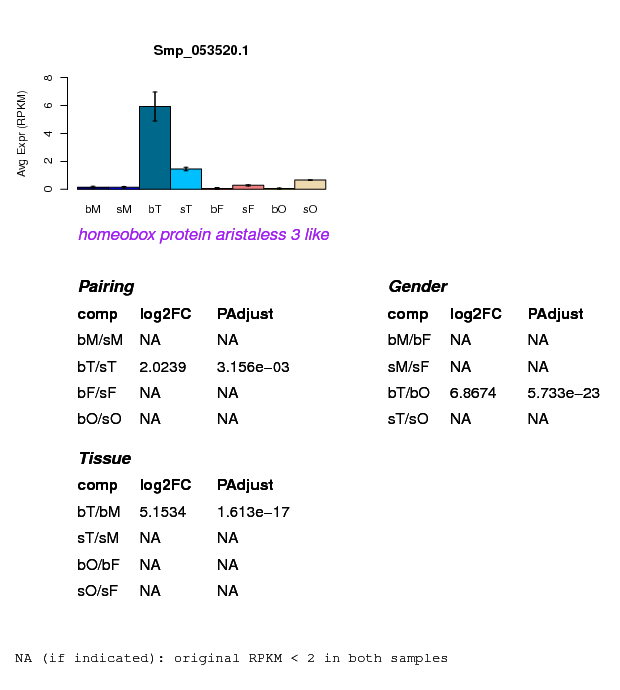 Smp_053520.1
Avg Expr (RPKM)
8
6
4
2
0
bM sM bT sT bF sF bO sO
homeobox protein aristaless 3 like
Pairing
comp log2FC PAdjust
bM/sM NA NA
bT/sT 2.0239 3.156e−03
bF/sF NA NA
bO/sO NA NA
Gender
comp log2FC PAdjust
bM/bF NA NA
sM/sF NA NA
bT/bO 6.8674 5.733e−23
sT/sO NA NA
Tissue
comp log2FC PAdjust
bT/bM 5.1534 1.613e−17
sT/sM NA NA
bO/bF NA NA
sO/sF NA NA
NA (if indicated): original RPKM < 2 in both samples